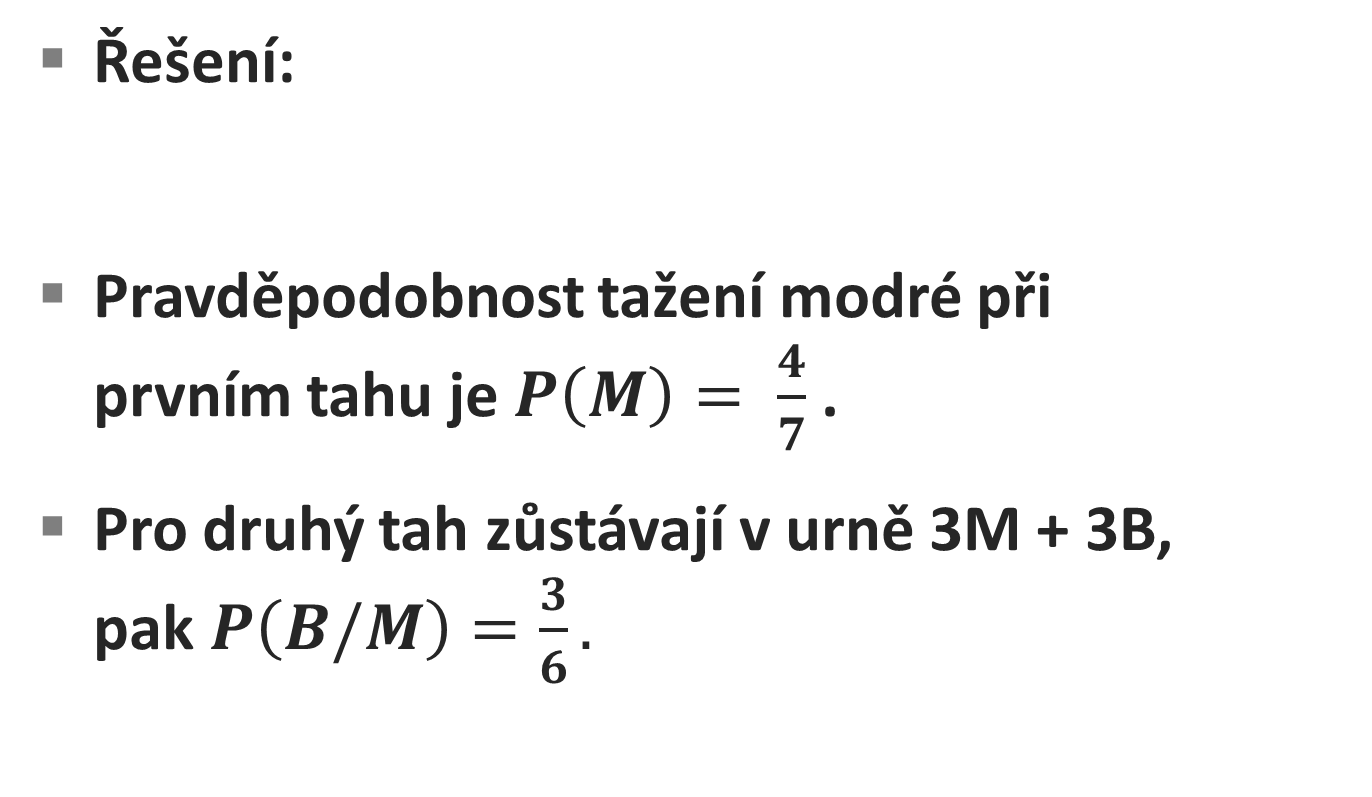 ▪ Řešení:
▪ Pravděpodobnost tažení modré při
prvním tahu je P(M) = 4/7 .
▪ Pro druhý tah zůstávají v urně 3M + 3B,
pak P(B/M) = 3/6 .